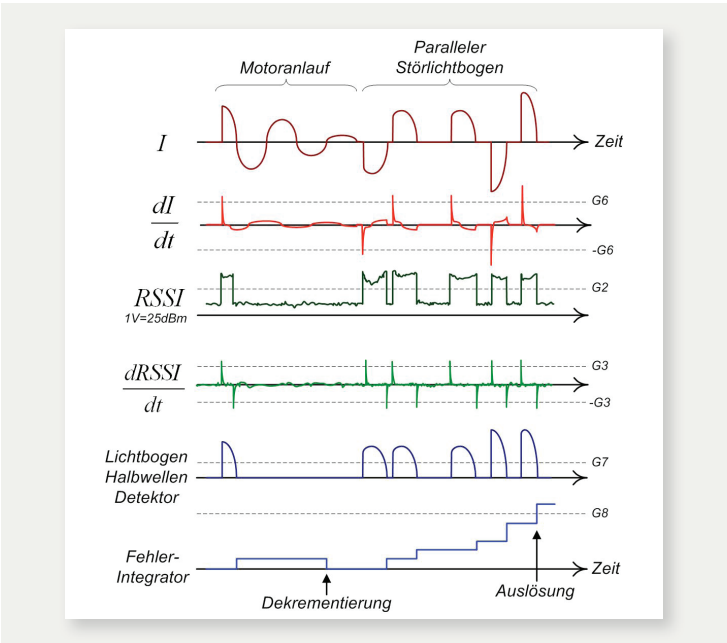 Motoranlauf
Paralleler
Störlichtbogen
I
Zeit
dI
dt
G6
-G6
RSSI
1V=25dBm
G2
dRSSI
dt
G3
-G3
Lichtbogen
Halbwellen
Detektor
G7
G8
Fehler-
Integrator
Zeit
Dekrementierung
Auslösung